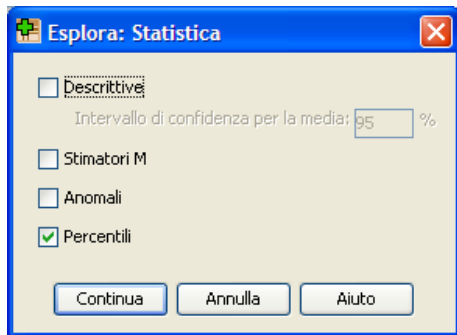 Esplora: Statistica
Descrittive
Intervallo di confidenza per la media: 95 %
Stimatori M
Anomali
Percentili
Continua Annulla Aiuto